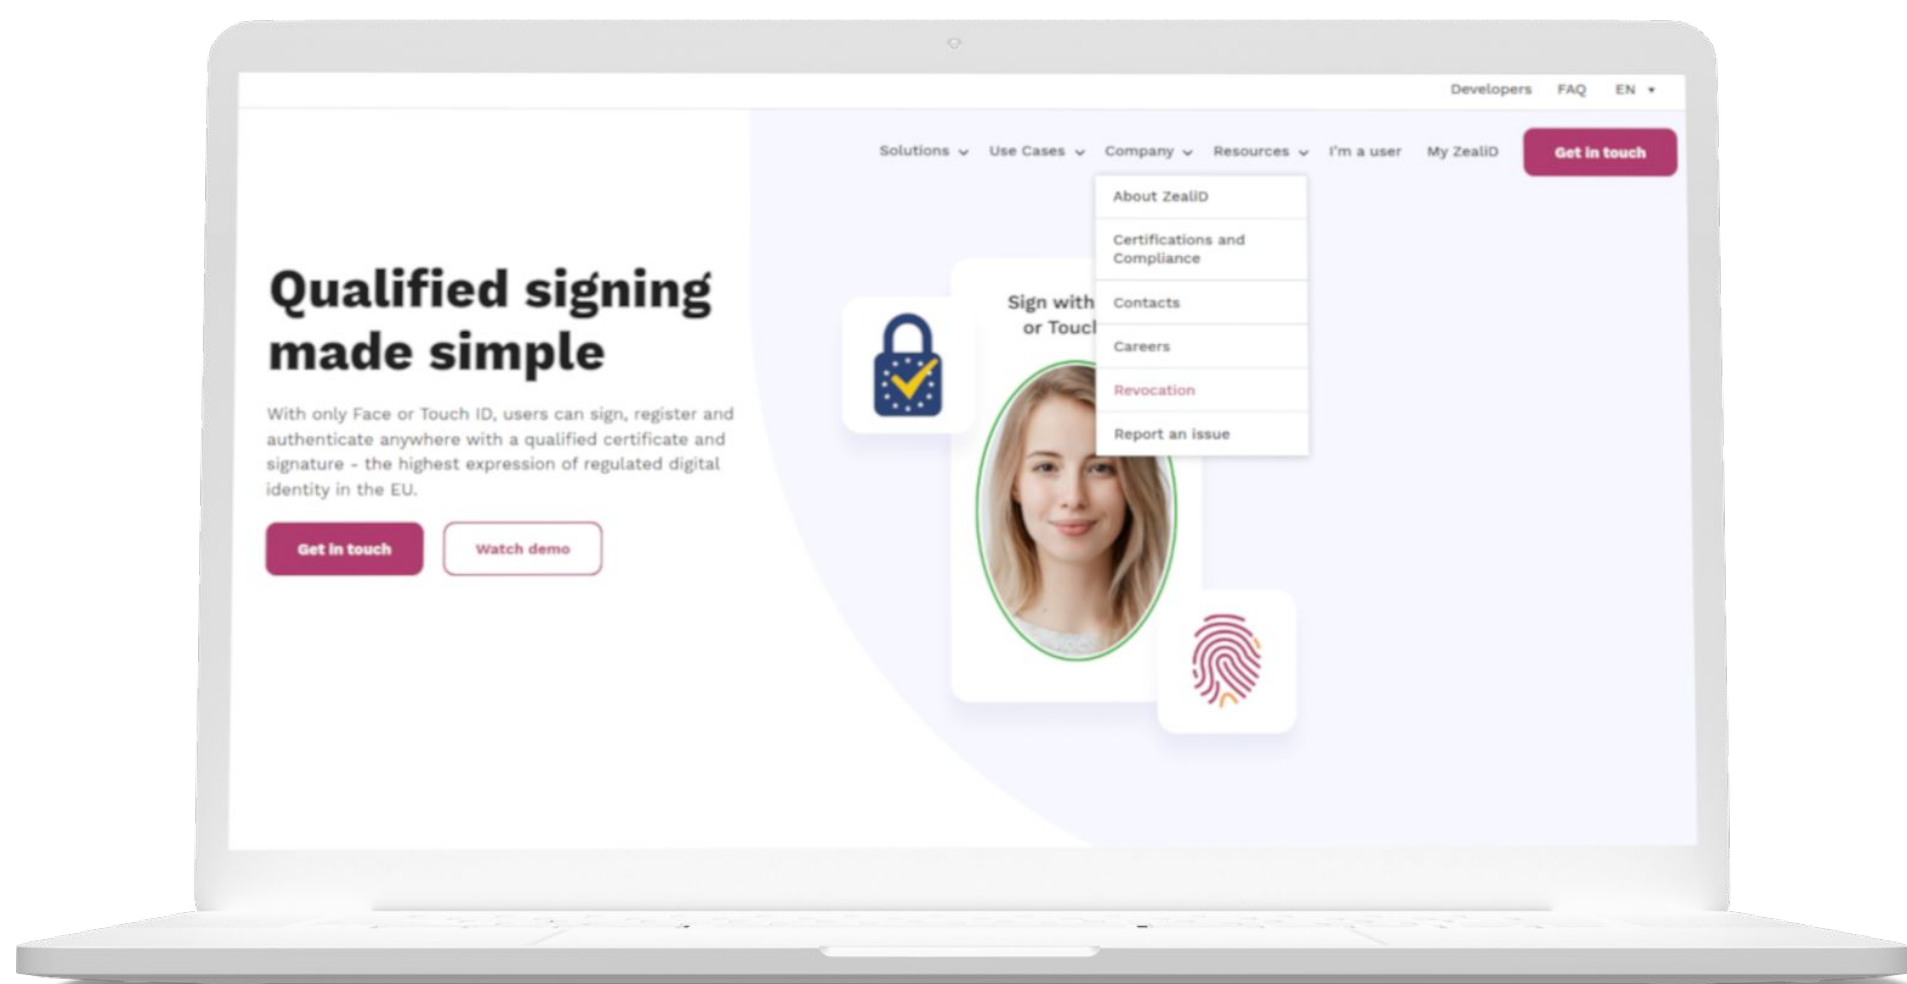 Developers FAQ EN
Solutions Use Cases Company Resources I'm a user My ZealiD Get in touch
About ZealiD
Certifications and
Compliance
Contacts
Careers
Revocation
Report an issue
Qualified signing
made simple
With only Face or Touch ID, users can sign, register and
authenticate anywhere with a qualified certificate and
signature - the highest expression of regulated digital
identity in the EU.
Get in touch Watch demo
Sign with
or Touch